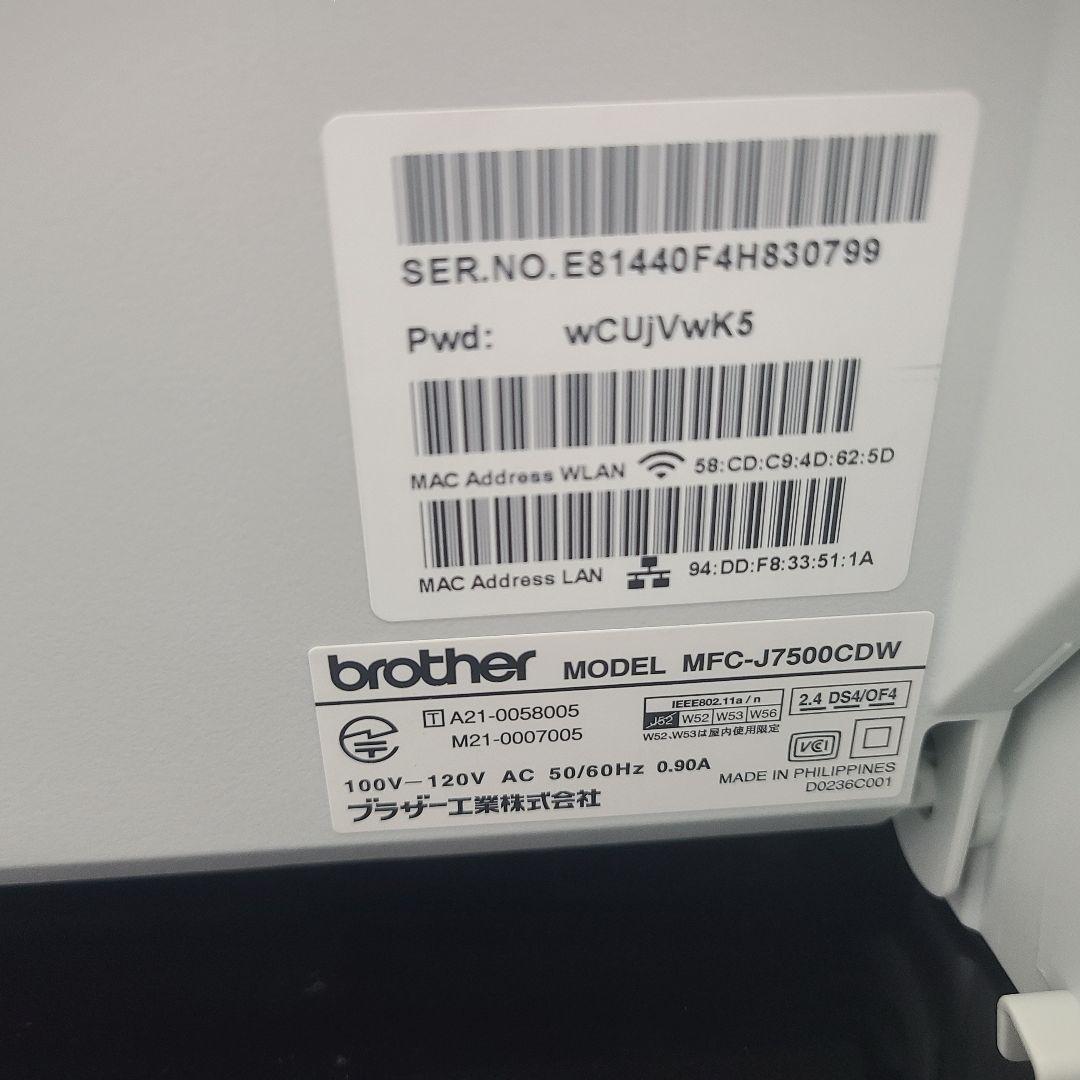 SER.NO.E81440F4H830799
Pwd: wCUjVwK5
MAC Address WLAN 58:CD:C9:4D:62:5D
MAC Address LAN 94:DD:F8:33:51:1A
brother MODEL MFC-J7500CDW
T A21-0058005
M21-0007005
IEEE802.11a/n
J52 W52 W53 W56
W52、W53は屋内使用限定
2.4 DS4/OF4
VCI
100V－120V AC 50/60Hz 0.90A
MADE IN PHILIPPINES
D0236C001
ブラザー工業株式会社